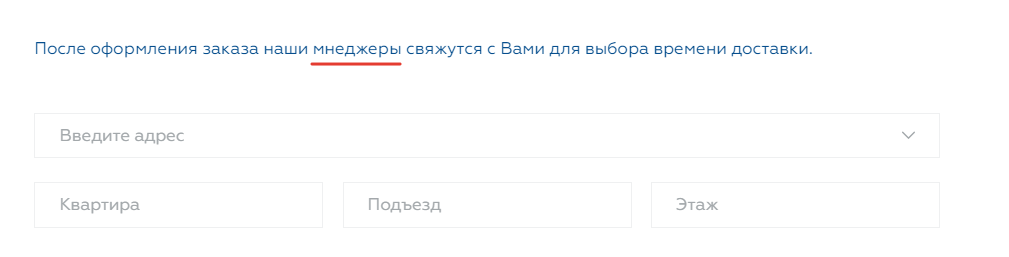 После оформления заказа наши мнеджеры свяжутся с Вами для выбора времени доставки.
Введите адрес
Квартира
Подъезд
Этаж